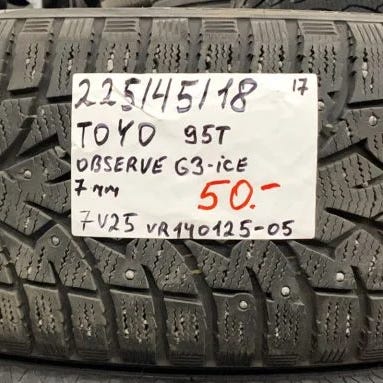 225/45/18 17
TOYO 95T
OBSERVE G3-iCE
7mm 50.-
7V25 VR140125-05